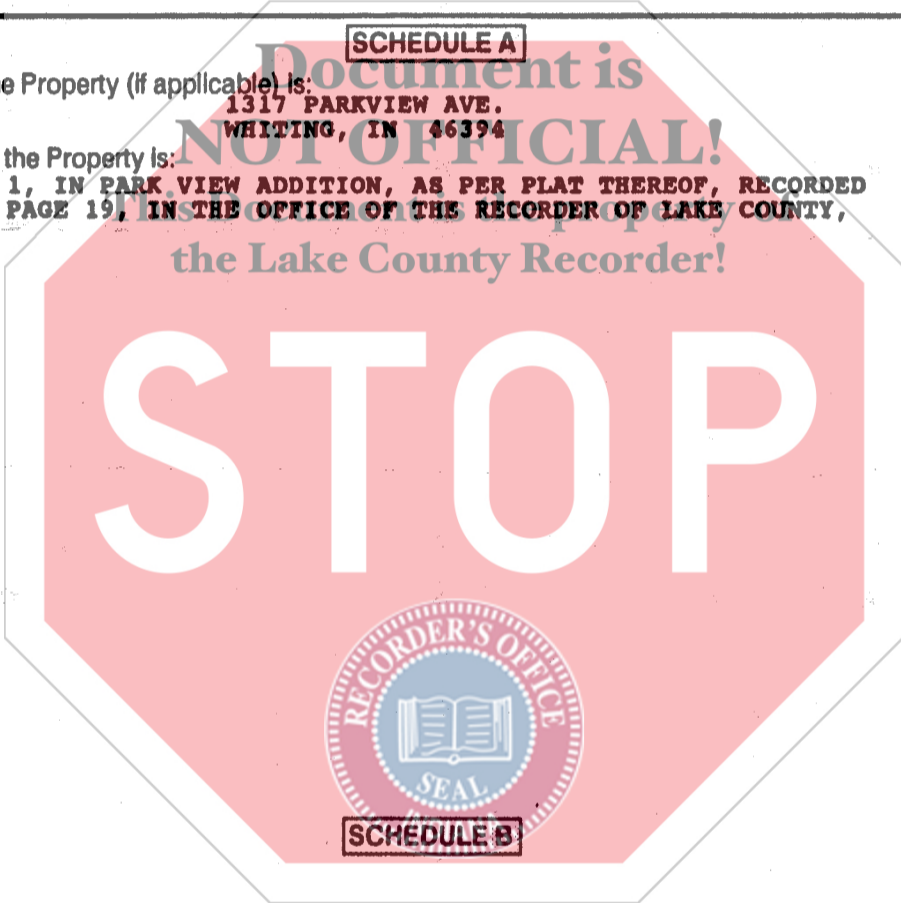 SCHEDULE A
Document is
e Property (if applicable) is:
1317 PARKVIEW AVE.
WHITING, IN 46394
NOT OFFICIAL!
the Property is:
1, IN PARK VIEW ADDITION, AS PER PLAT THEREOF, RECORDED
PAGE 19, IN THE OFFICE OF THE RECORDER OF LAKE COUNTY,
This Document is the property of
the Lake County Recorder!
STOP
RECORDER'S OFFICE
SEAL
SCHEDULE B